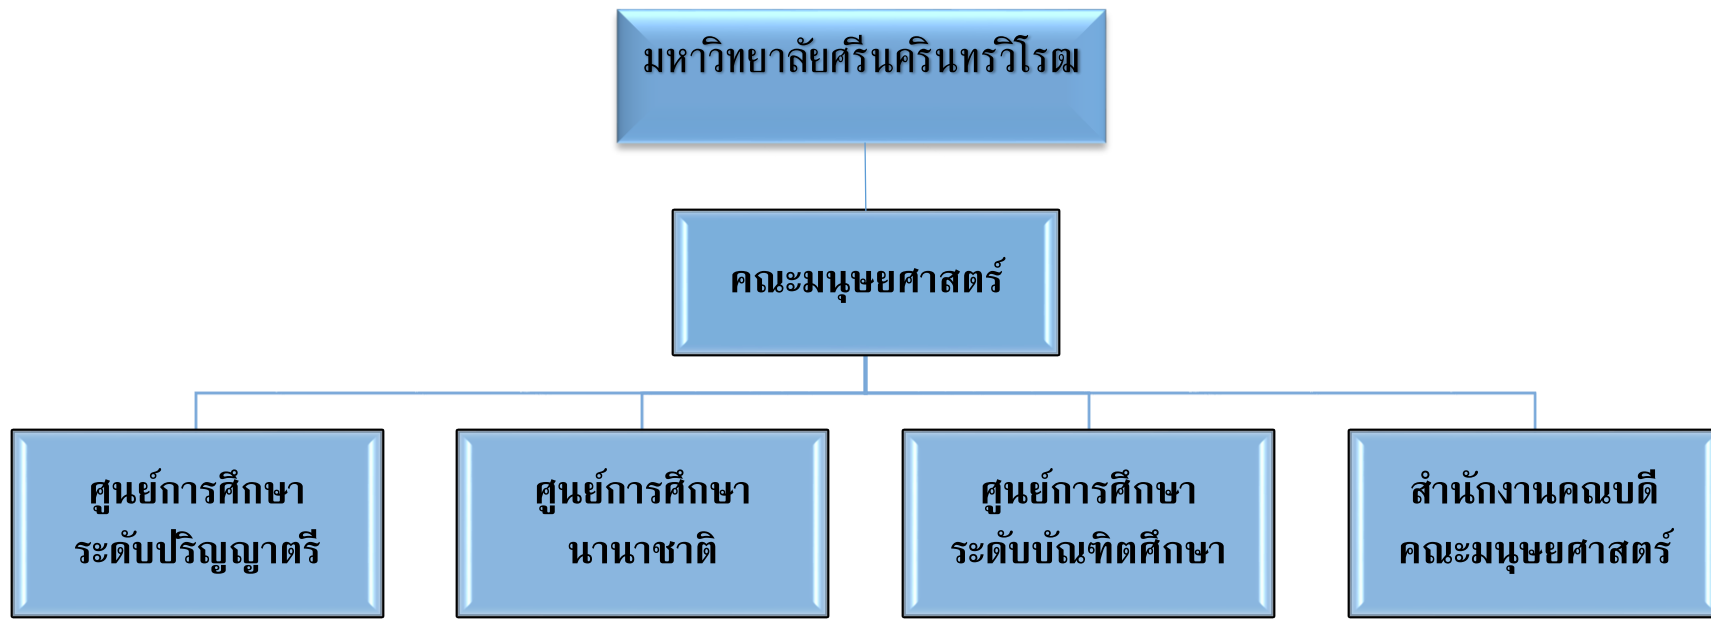 มหาวิทยาลัยศรีนครินทรวิโรฒ
คณะมนุษยศาสตร์
ศูนย์การศึกษา
ระดับปริญญาตรี
ศูนย์การศึกษา
นานาชาติ
ศูนย์การศึกษา
ระดับบัณฑิตศึกษา
สำนักงานคณบดี
คณะมนุษยศาสตร์